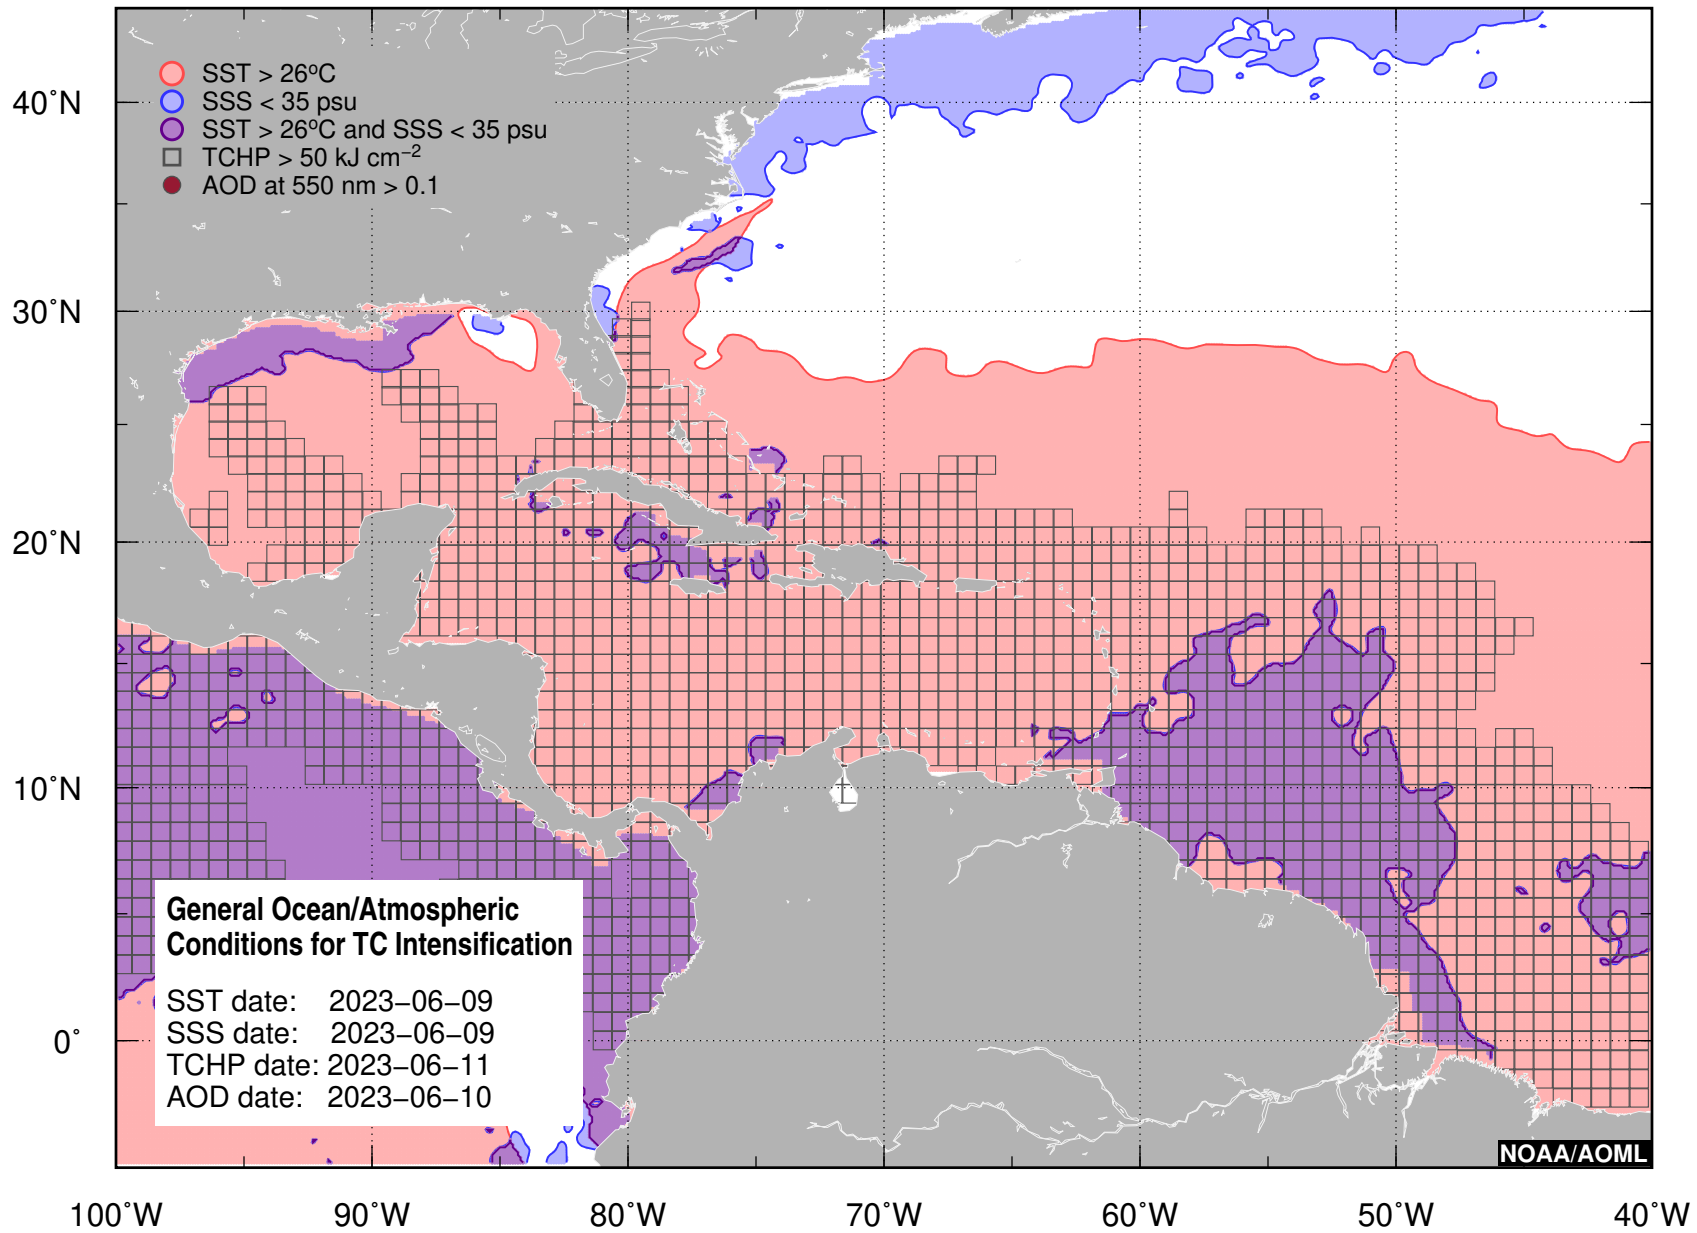 SST > 26ºC
SSS < 35 psu
SST > 26ºC and SSS < 35 psu
TCHP > 50 kJ cm⁻²
AOD at 550 nm > 0.1
40°N
30°N
20°N
10°N
0°
General Ocean/Atmospheric
Conditions for TC Intensification
SST date: 2023−06−09
SSS date: 2023−06−09
TCHP date: 2023−06−11
AOD date: 2023−06−10
NOAA/AOML
100°W 90°W 80°W 70°W 60°W 50°W 40°W